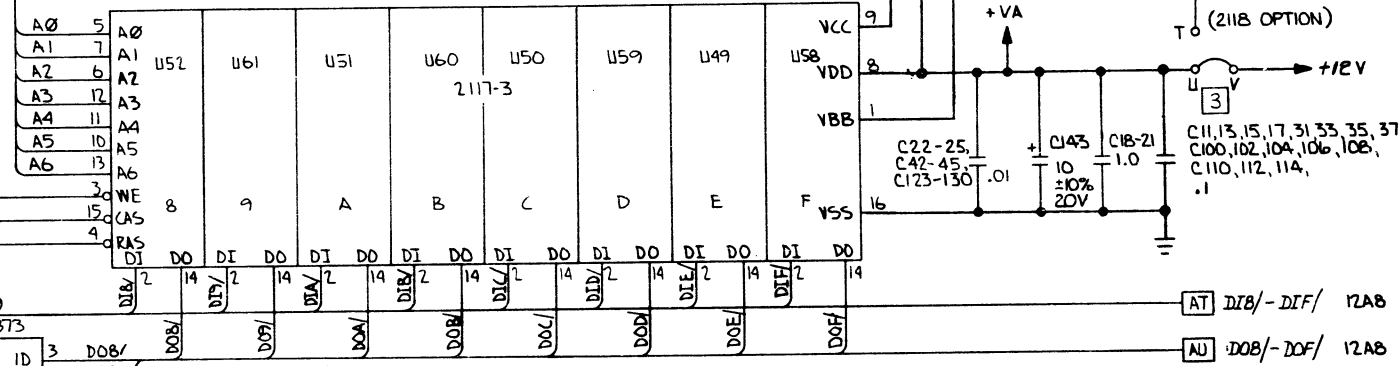 +VA
T (2118 OPTION)
A0 5 A0
A1 7 A1
A2 6 A2
A3 12 A3
A4 11 A4
A5 10 A5
A6 13 A6
3 WE
15 CAS
4 RAS
U52 U61 U51 U60 U50 U59 U49 U58
2117-3
VCC 9
VDD 8
VBB 1
VSS 16
8 9 A B C D E F
U V +12V
3
C22-25,
C42-45,
C123-130 .01
+ C143
10
±10%
20V
C18-21
1.0
C11,13,15,17,31,33,35,37
C100,102,104,106,108,
C110,112,114,
.1
DI DO DI DO DI DO DI DO DI DO DI DO DI DO DI DO
2 14 2 14 2 14 2 14 2 14 2 14 2 14 2 14
DI8/ DI9/ DIA/ DIB/ DIC/ DID/ DIE/ DIF/
AT DI8/-DIF/ 12A8
DO8/ DO9/ DOA/ DOB/ DOC/ DOD/ DOE/ DOF/
373
1D 3 DO8/
AU DO8/-DOF/ 12A8